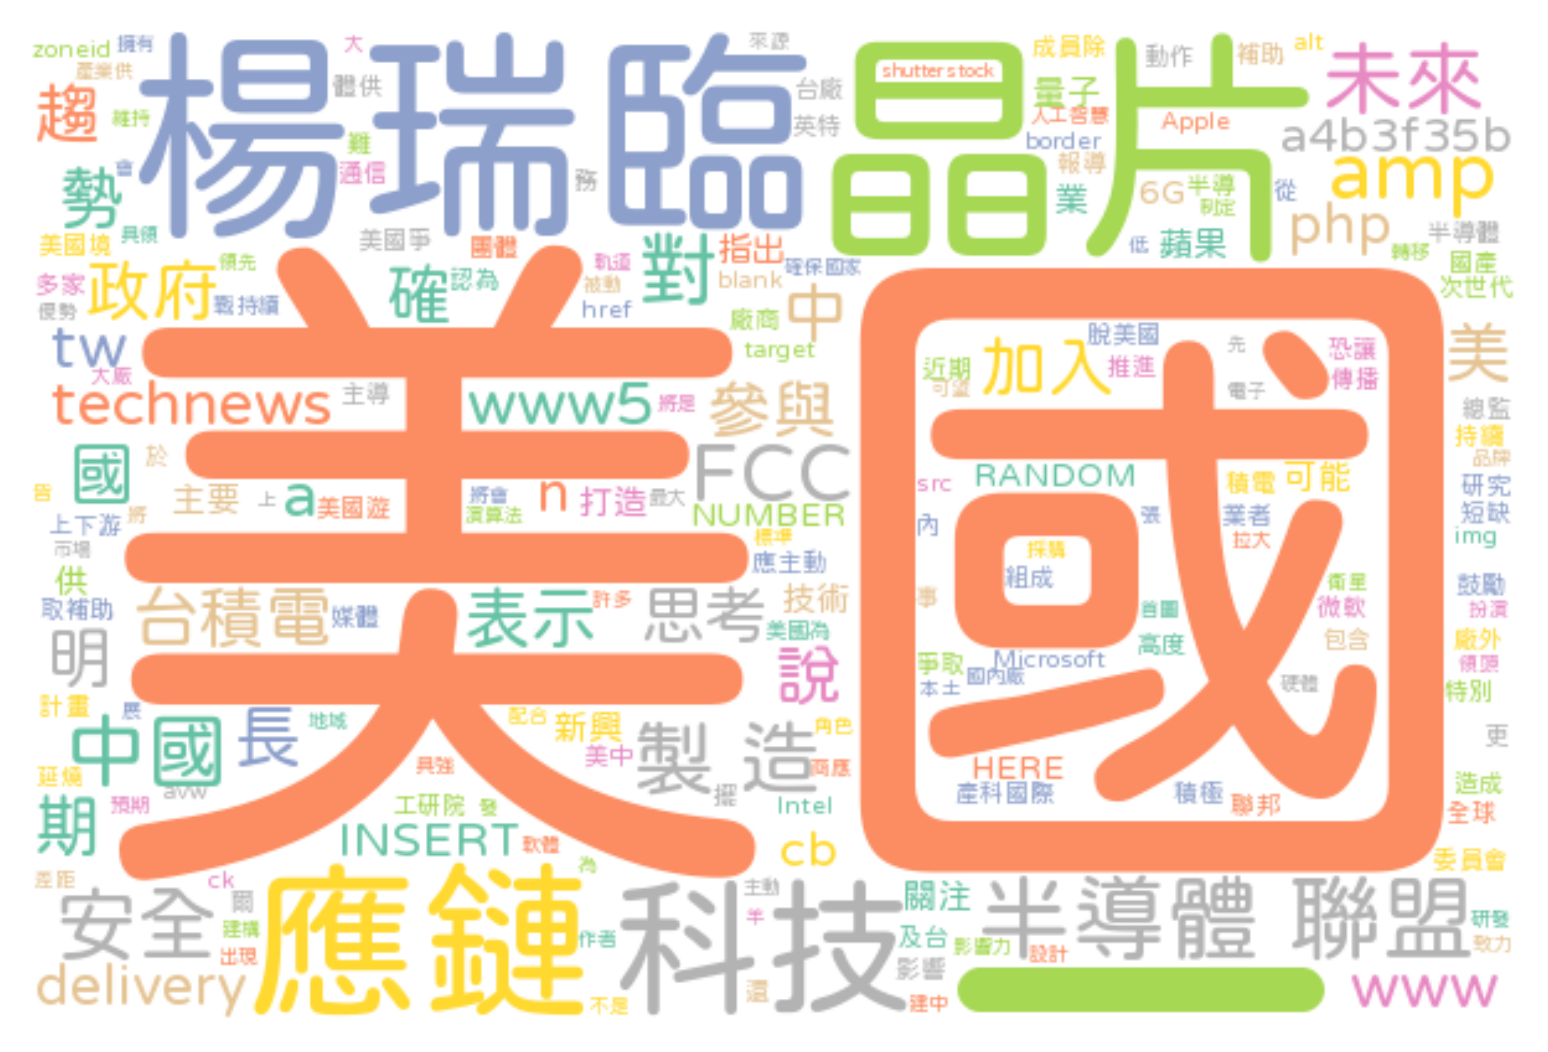 zoneid 擁有 大 來源 成員除 動作 補助 alt 未來
產業供 體供 楊瑞臨 台廠 shutterstock 晶片 量子
趨 維持 難 英特 人工智慧 Apple a4b3f35b
勢 會 通信 務 border 報導 業 6G 半導 制定 從 amp
美國境 具領 美國爭 團體 對 指出 低 蘋果 php 半導體
多家 政府 領先 確 認為 軌道 被動 blank 確保國家 轉移 國產 次世代
優勢 戰持續 href 廠商 中
tw 美國 target 近期 加入 脫美國 推進 先 恐讓 傳播 美
大廠 可望 電子
technews 主導 www5 將是 參與 總監
國 於 FCC RANDOM 積電 可能 持續 品牌
皆 主要 上 a 美國遊 將會 演算法 n 打造 最大 NUMBER src 研究
上下游 將 內 張 業者 拉大 短缺
市場 標準 應主動 採購 組成 img
供 取補助 台積電 媒體 表示 許多 思考 技術 事 首圖 衛星 微軟 鼓勵 扮演
明 美國為 說 爭取 Microsoft 高度 包含 廠外 領頭
計畫 展 本土 國內廠 硬體 特別
中國 長 地域 配合 新興 美中 製造 角色 商應 更
延燒 avw 具強 HERE 造成
期 預期 工研院 發 擺 Intel 產科國際 積極 聯邦 全球
INSERT 軟體 cb 委員會
差距 ck 為 主動
安全 爾 建構 應鏈 科技 半 關注 半導體 聯盟 研發
出現 作者 及台 影響力 設計 致力
delivery 不是 還 影響 建中 www